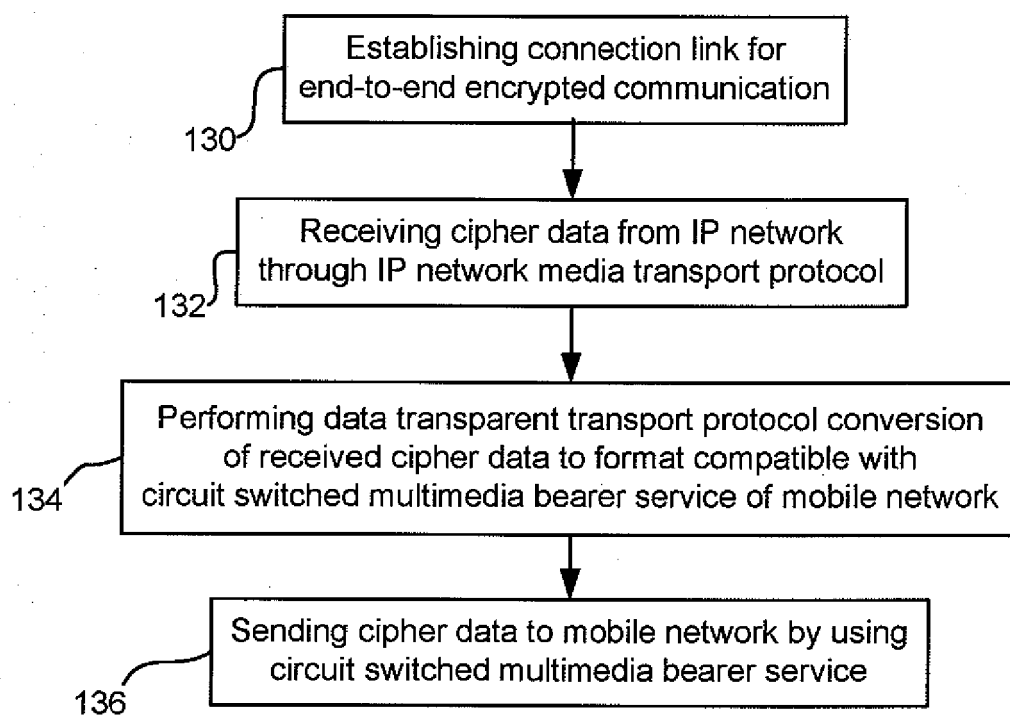 Establishing connection link for
end-to-end encrypted communication
130
Receiving cipher data from IP network
through IP network media transport protocol
132
Performing data transparent transport protocol conversion
of received cipher data to format compatible with
circuit switched multimedia bearer service of mobile network
134
Sending cipher data to mobile network by using
circuit switched multimedia bearer service
136